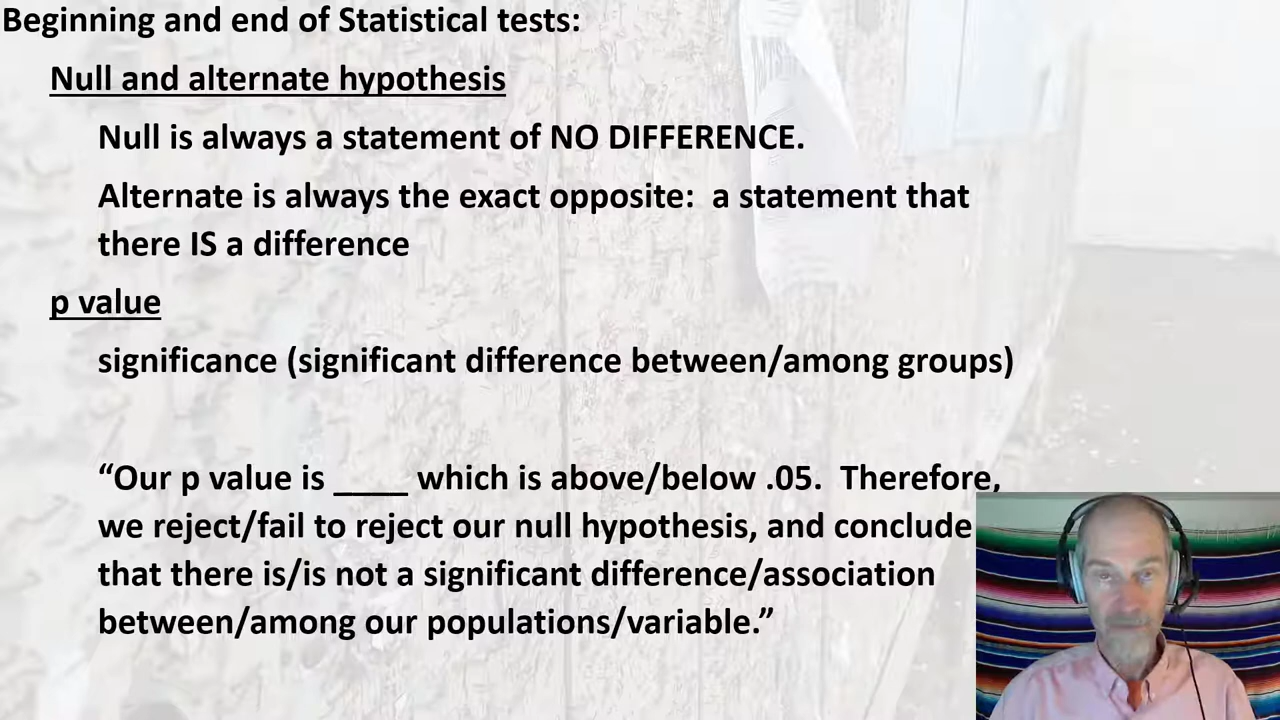 Beginning and end of Statistical tests:
Null and alternate hypothesis
Null is always a statement of NO DIFFERENCE.
Alternate is always the exact opposite:  a statement that
there IS a difference
p value
significance (significant difference between/among groups)
“Our p value is ____ which is above/below .05.  Therefore,
we reject/fail to reject our null hypothesis, and conclude
that there is/is not a significant difference/association
between/among our populations/variable.”